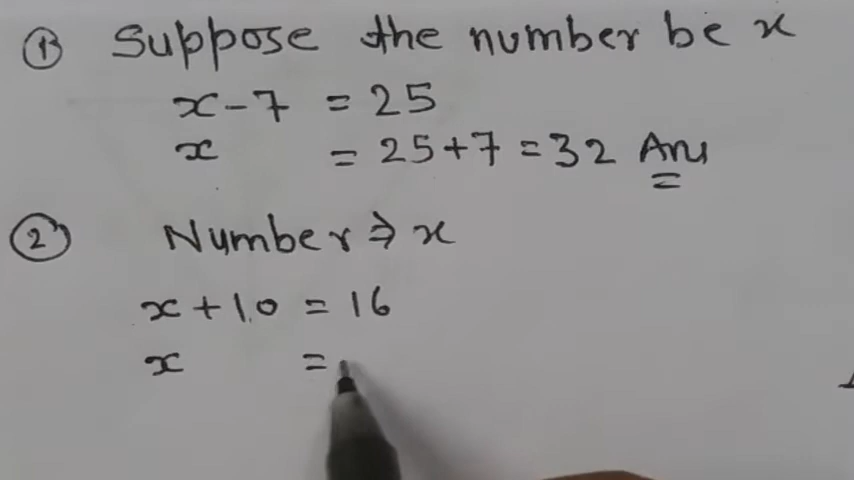 ① Suppose the number be x
x - 7 = 25
x = 25 + 7 = 32 Ans
② Number ⇒ x
x + 10 = 16
x =